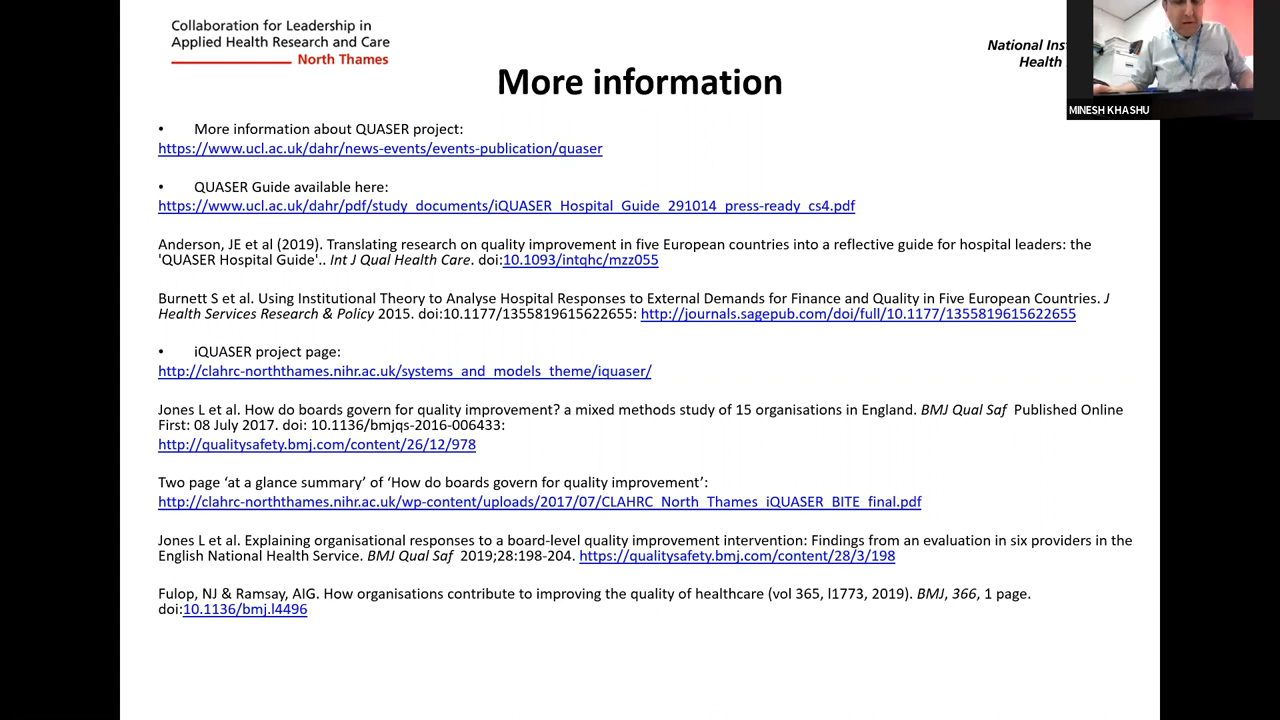 Collaboration for Leadership in
Applied Health Research and Care
North Thames
National Ins
Health
MINESH KHASHU
More information
• More information about QUASER project:
https://www.ucl.ac.uk/dahr/news-events/events-publication/quaser
• QUASER Guide available here:
https://www.ucl.ac.uk/dahr/pdf/study_documents/iQUASER_Hospital_Guide_291014_press-ready_cs4.pdf
Anderson, JE et al (2019). Translating research on quality improvement in five European countries into a reflective guide for hospital leaders: the
'QUASER Hospital Guide'.. Int J Qual Health Care. doi:10.1093/intqhc/mzz055
Burnett S et al. Using Institutional Theory to Analyse Hospital Responses to External Demands for Finance and Quality in Five European Countries. J
Health Services Research & Policy 2015. doi:10.1177/1355819615622655: http://journals.sagepub.com/doi/full/10.1177/1355819615622655
• iQUASER project page:
http://clahrc-norththames.nihr.ac.uk/systems_and_models_theme/iquaser/
Jones L et al. How do boards govern for quality improvement? a mixed methods study of 15 organisations in England. BMJ Qual Saf Published Online
First: 08 July 2017. doi: 10.1136/bmjqs-2016-006433:
http://qualitysafety.bmj.com/content/26/12/978
Two page ‘at a glance summary’ of ‘How do boards govern for quality improvement’:
http://clahrc-norththames.nihr.ac.uk/wp-content/uploads/2017/07/CLAHRC_North_Thames_iQUASER_BITE_final.pdf
Jones L et al. Explaining organisational responses to a board-level quality improvement intervention: Findings from an evaluation in six providers in the
English National Health Service. BMJ Qual Saf 2019;28:198-204. https://qualitysafety.bmj.com/content/28/3/198
Fulop, NJ & Ramsay, AIG. How organisations contribute to improving the quality of healthcare (vol 365, l1773, 2019). BMJ, 366, 1 page.
doi:10.1136/bmj.l4496